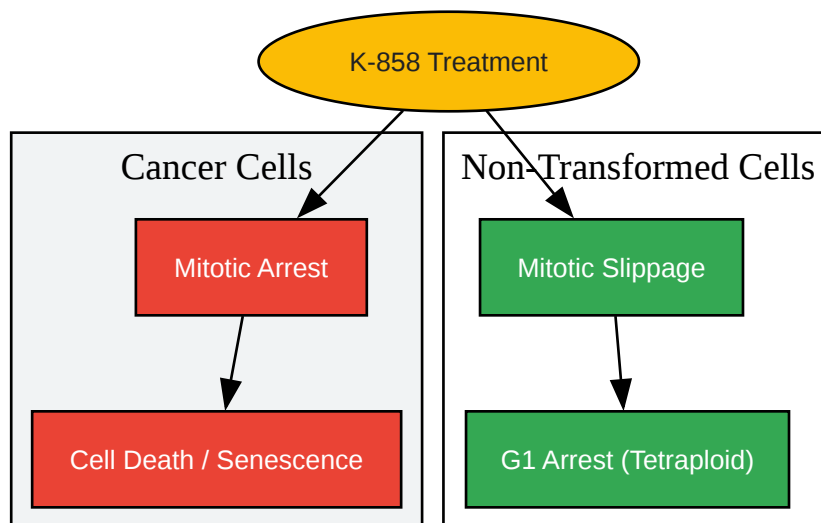 K-858 Treatment
Cancer Cells
Mitotic Arrest
Cell Death / Senescence
Non-Transformed Cells
Mitotic Slippage
G1 Arrest (Tetraploid)